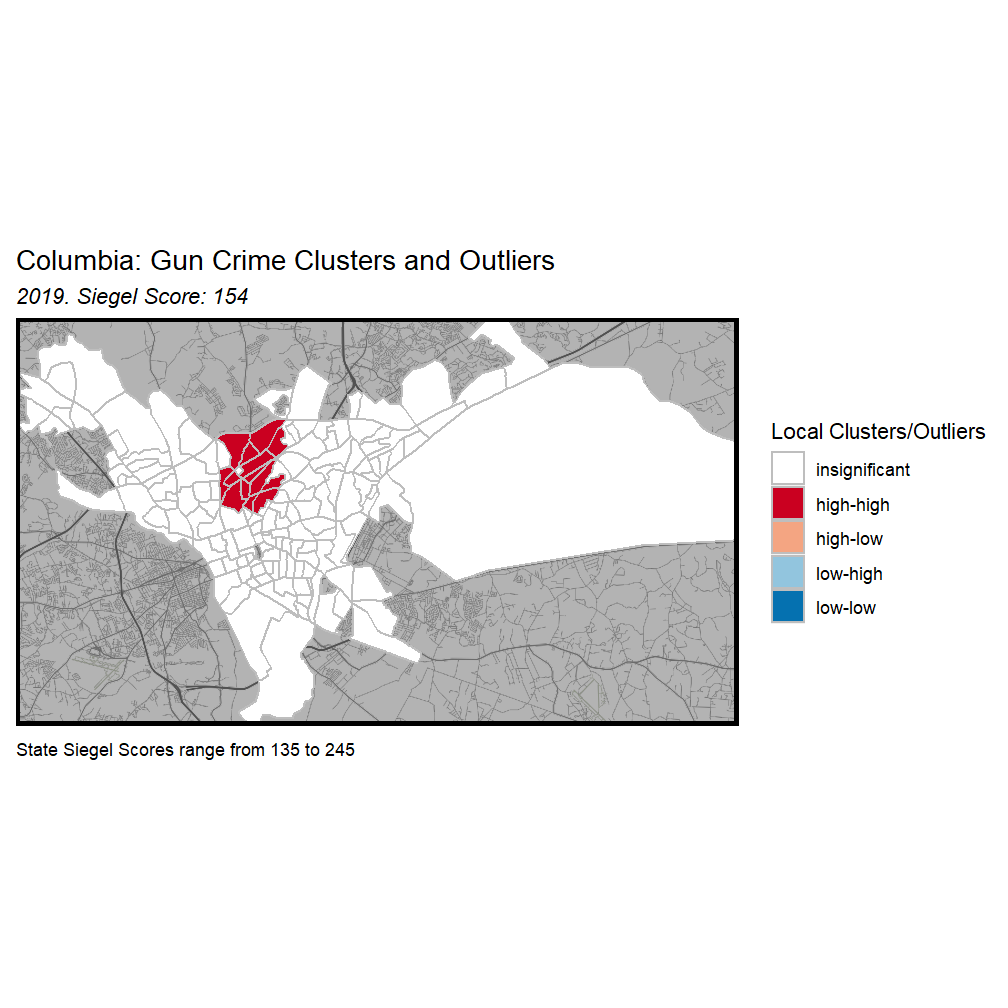 Columbia: Gun Crime Clusters and Outliers
2019. Siegel Score: 154
Local Clusters/Outliers
insignificant
high-high
high-low
low-high
low-low
State Siegel Scores range from 135 to 245